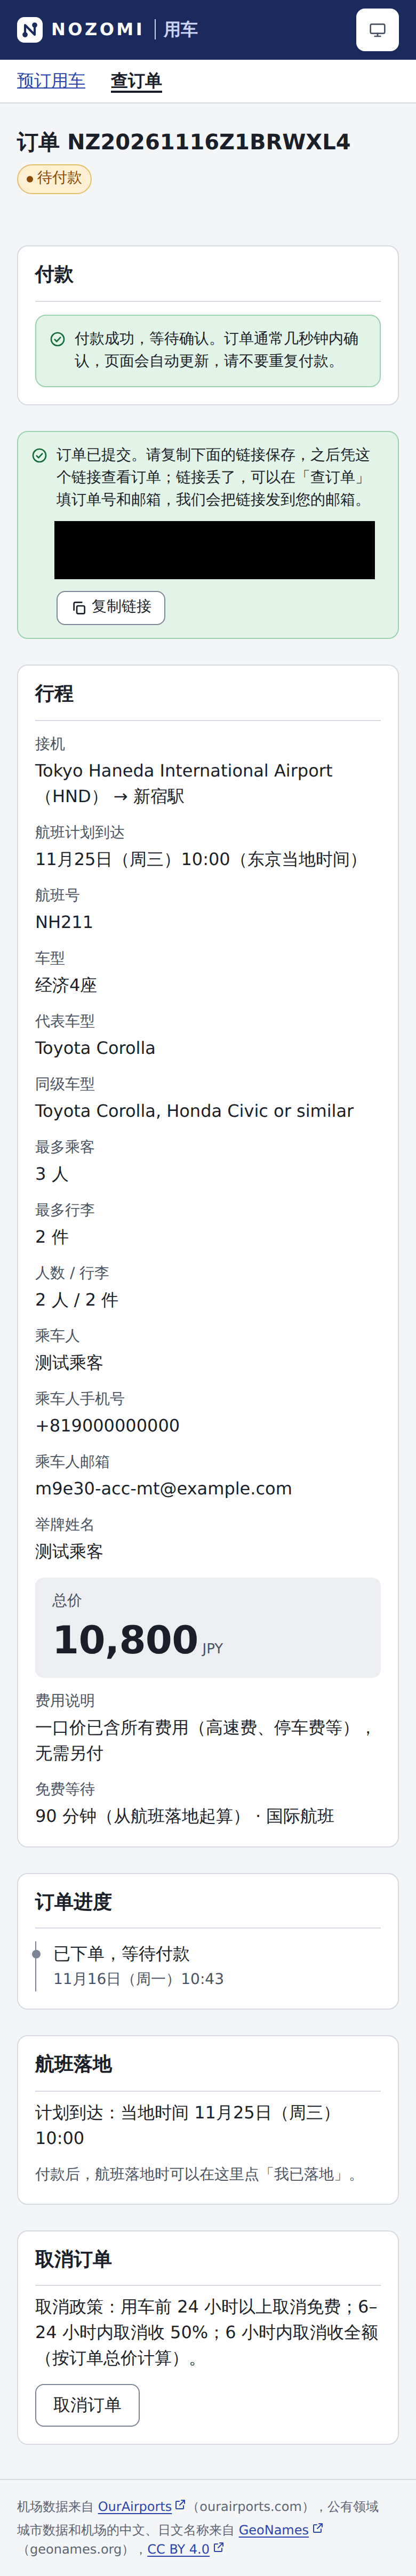 NOZOMI | 用车
预订用车 查订单
订单 NZ20261116Z1BRWXL4
待付款
付款
付款成功，等待确认。订单通常几秒钟内确
认，页面会自动更新，请不要重复付款。
订单已提交。请复制下面的链接保存，之后凭这
个链接查看订单；链接丢了，可以在「查订单」
填订单号和邮箱，我们会把链接发到您的邮箱。
复制链接
行程
接机
Tokyo Haneda International Airport
（HND） → 新宿駅
航班计划到达
11月25日（周三）10:00（东京当地时间）
航班号
NH211
车型
经济4座
代表车型
Toyota Corolla
同级车型
Toyota Corolla, Honda Civic or similar
最多乘客
3 人
最多行李
2 件
人数 / 行李
2 人 / 2 件
乘车人
测试乘客
乘车人手机号
+819000000000
乘车人邮箱
m9e30-acc-mt@example.com
举牌姓名
测试乘客
总价
10,800 JPY
费用说明
一口价已含所有费用（高速费、停车费等），
无需另付
免费等待
90 分钟（从航班落地起算） · 国际航班
订单进度
已下单，等待付款
11月16日（周一）10:43
航班落地
计划到达：当地时间 11月25日（周三）
10:00
付款后，航班落地时可以在这里点「我已落地」。
取消订单
取消政策：用车前 24 小时以上取消免费；6–
24 小时内取消收 50%；6 小时内取消收全额
（按订单总价计算）。
取消订单
机场数据来自 OurAirports（ourairports.com），公有领域
城市数据和机场的中文、日文名称来自 GeoNames
（geonames.org），CC BY 4.0